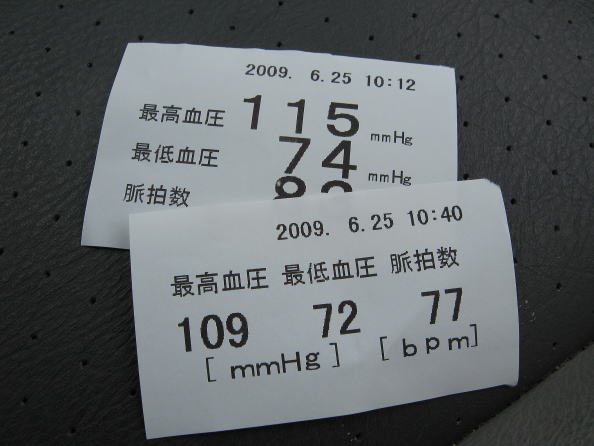 2009. 6.25 10:12
最高血圧 115 mmHg
最低血圧 74 mmHg
脈拍数
2009. 6.25 10:40
最高血圧 最低血圧 脈拍数
109 72 77
[ mmHg ] [ bpm]